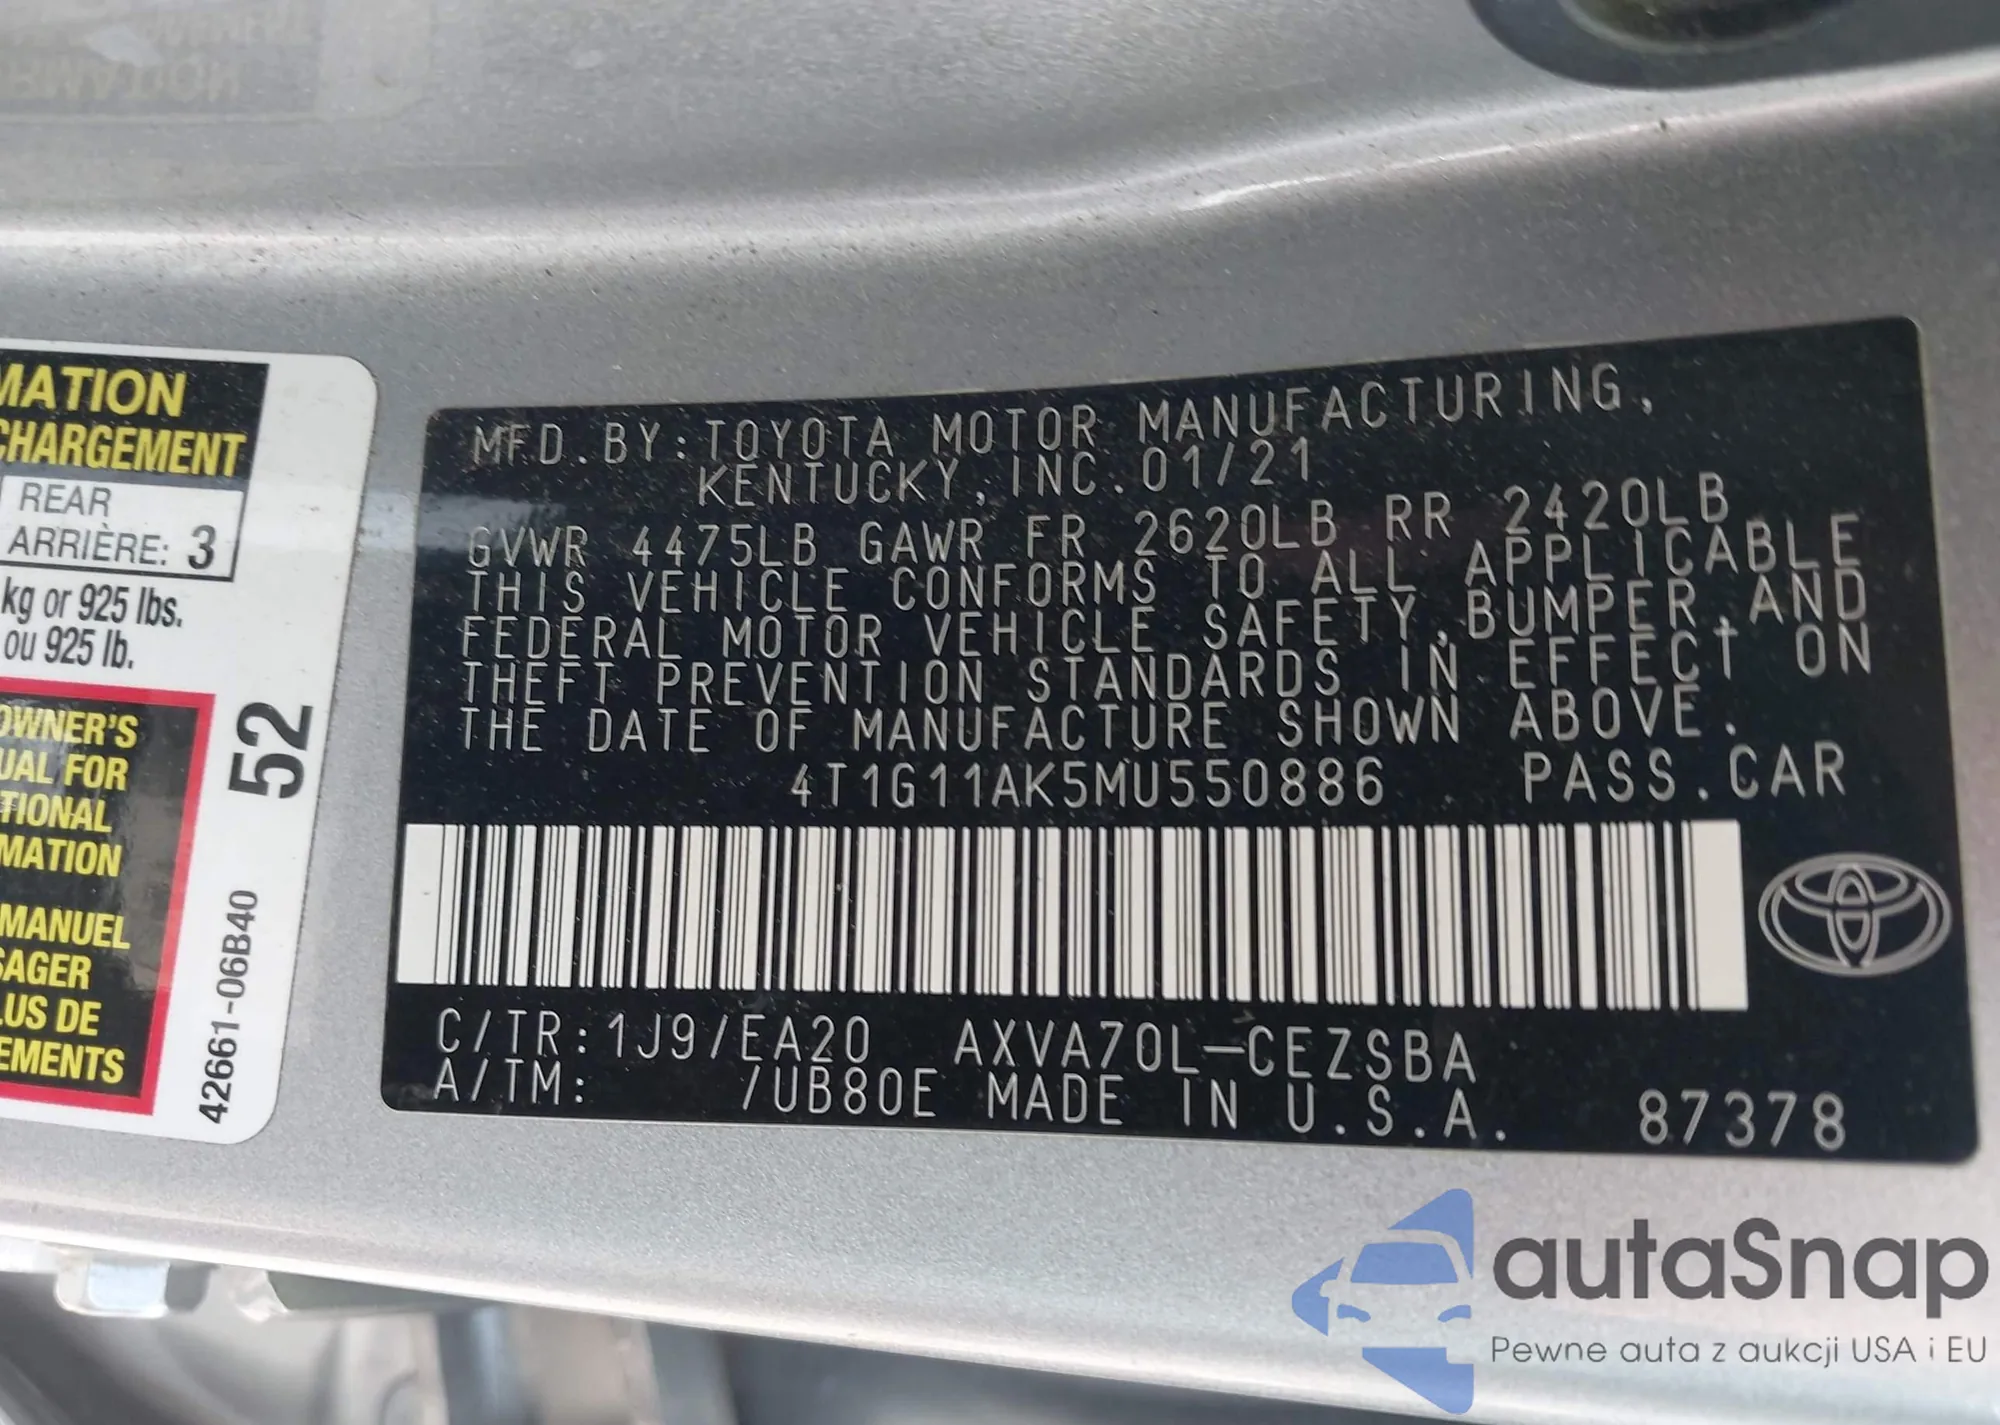 MATION
CHARGEMENT
REAR
ARRIÈRE: 3
kg or 925 lbs.
ou 925 lb.
OWNER'S
UAL FOR
TIONAL
MATION
MANUEL
SAGER
LUS DE
EMENTS
52
42661-06B40
MFD. BY: TOYOTA MOTOR MANUFACTURING,
KENTUCKY, INC. 01/21
GVWR 4475LB GAWR FR 2620LB RR 2420LB
THIS VEHICLE CONFORMS TO ALL APPLICABLE
FEDERAL MOTOR VEHICLE SAFETY, BUMPER, AND
THEFT PREVENTION STANDARDS IN EFFECT ON
THE DATE OF MANUFACTURE SHOWN ABOVE.
4T1G11AK5MU550886 PASS. CAR
C/TR: 1J9/EA20 AXVA70L-CEZSBA
A/TM: /UB80E MADE IN U.S.A. 87378
autaSnap
Pewne auta z aukcji USA i EU